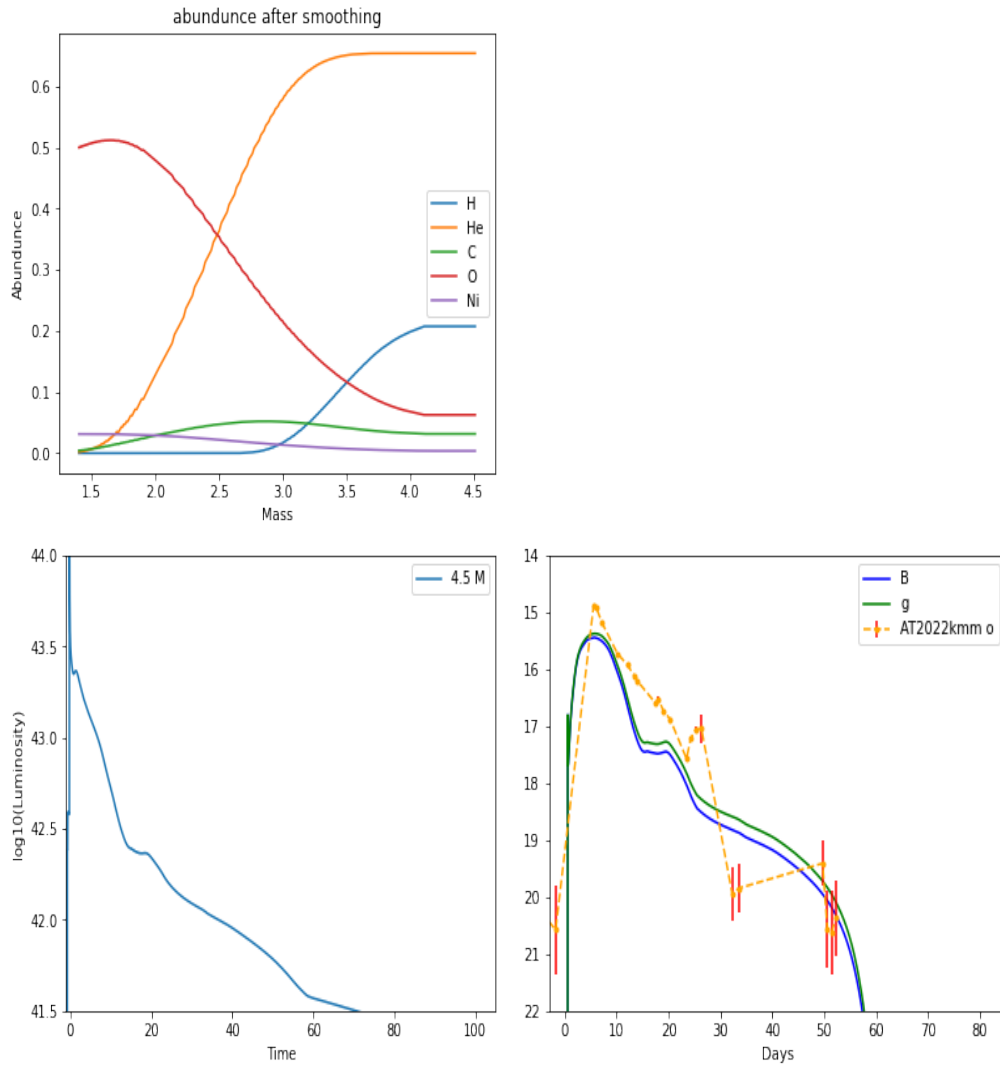 abundunce after smoothing
0.6
0.5
0.4
0.3
0.2
0.1
0.0
Abundunce
H
He
C
O
Ni
1.5 2.0 2.5 3.0 3.5 4.0 4.5
Mass
44.0
43.5
43.0
42.5
42.0
41.5
log10(Luminosity)
4.5 M
0 20 40 60 80 100
Time
14
15
16
17
18
19
20
21
22
B
g
AT2022kmm o
0 10 20 30 40 50 60 70 80
Days